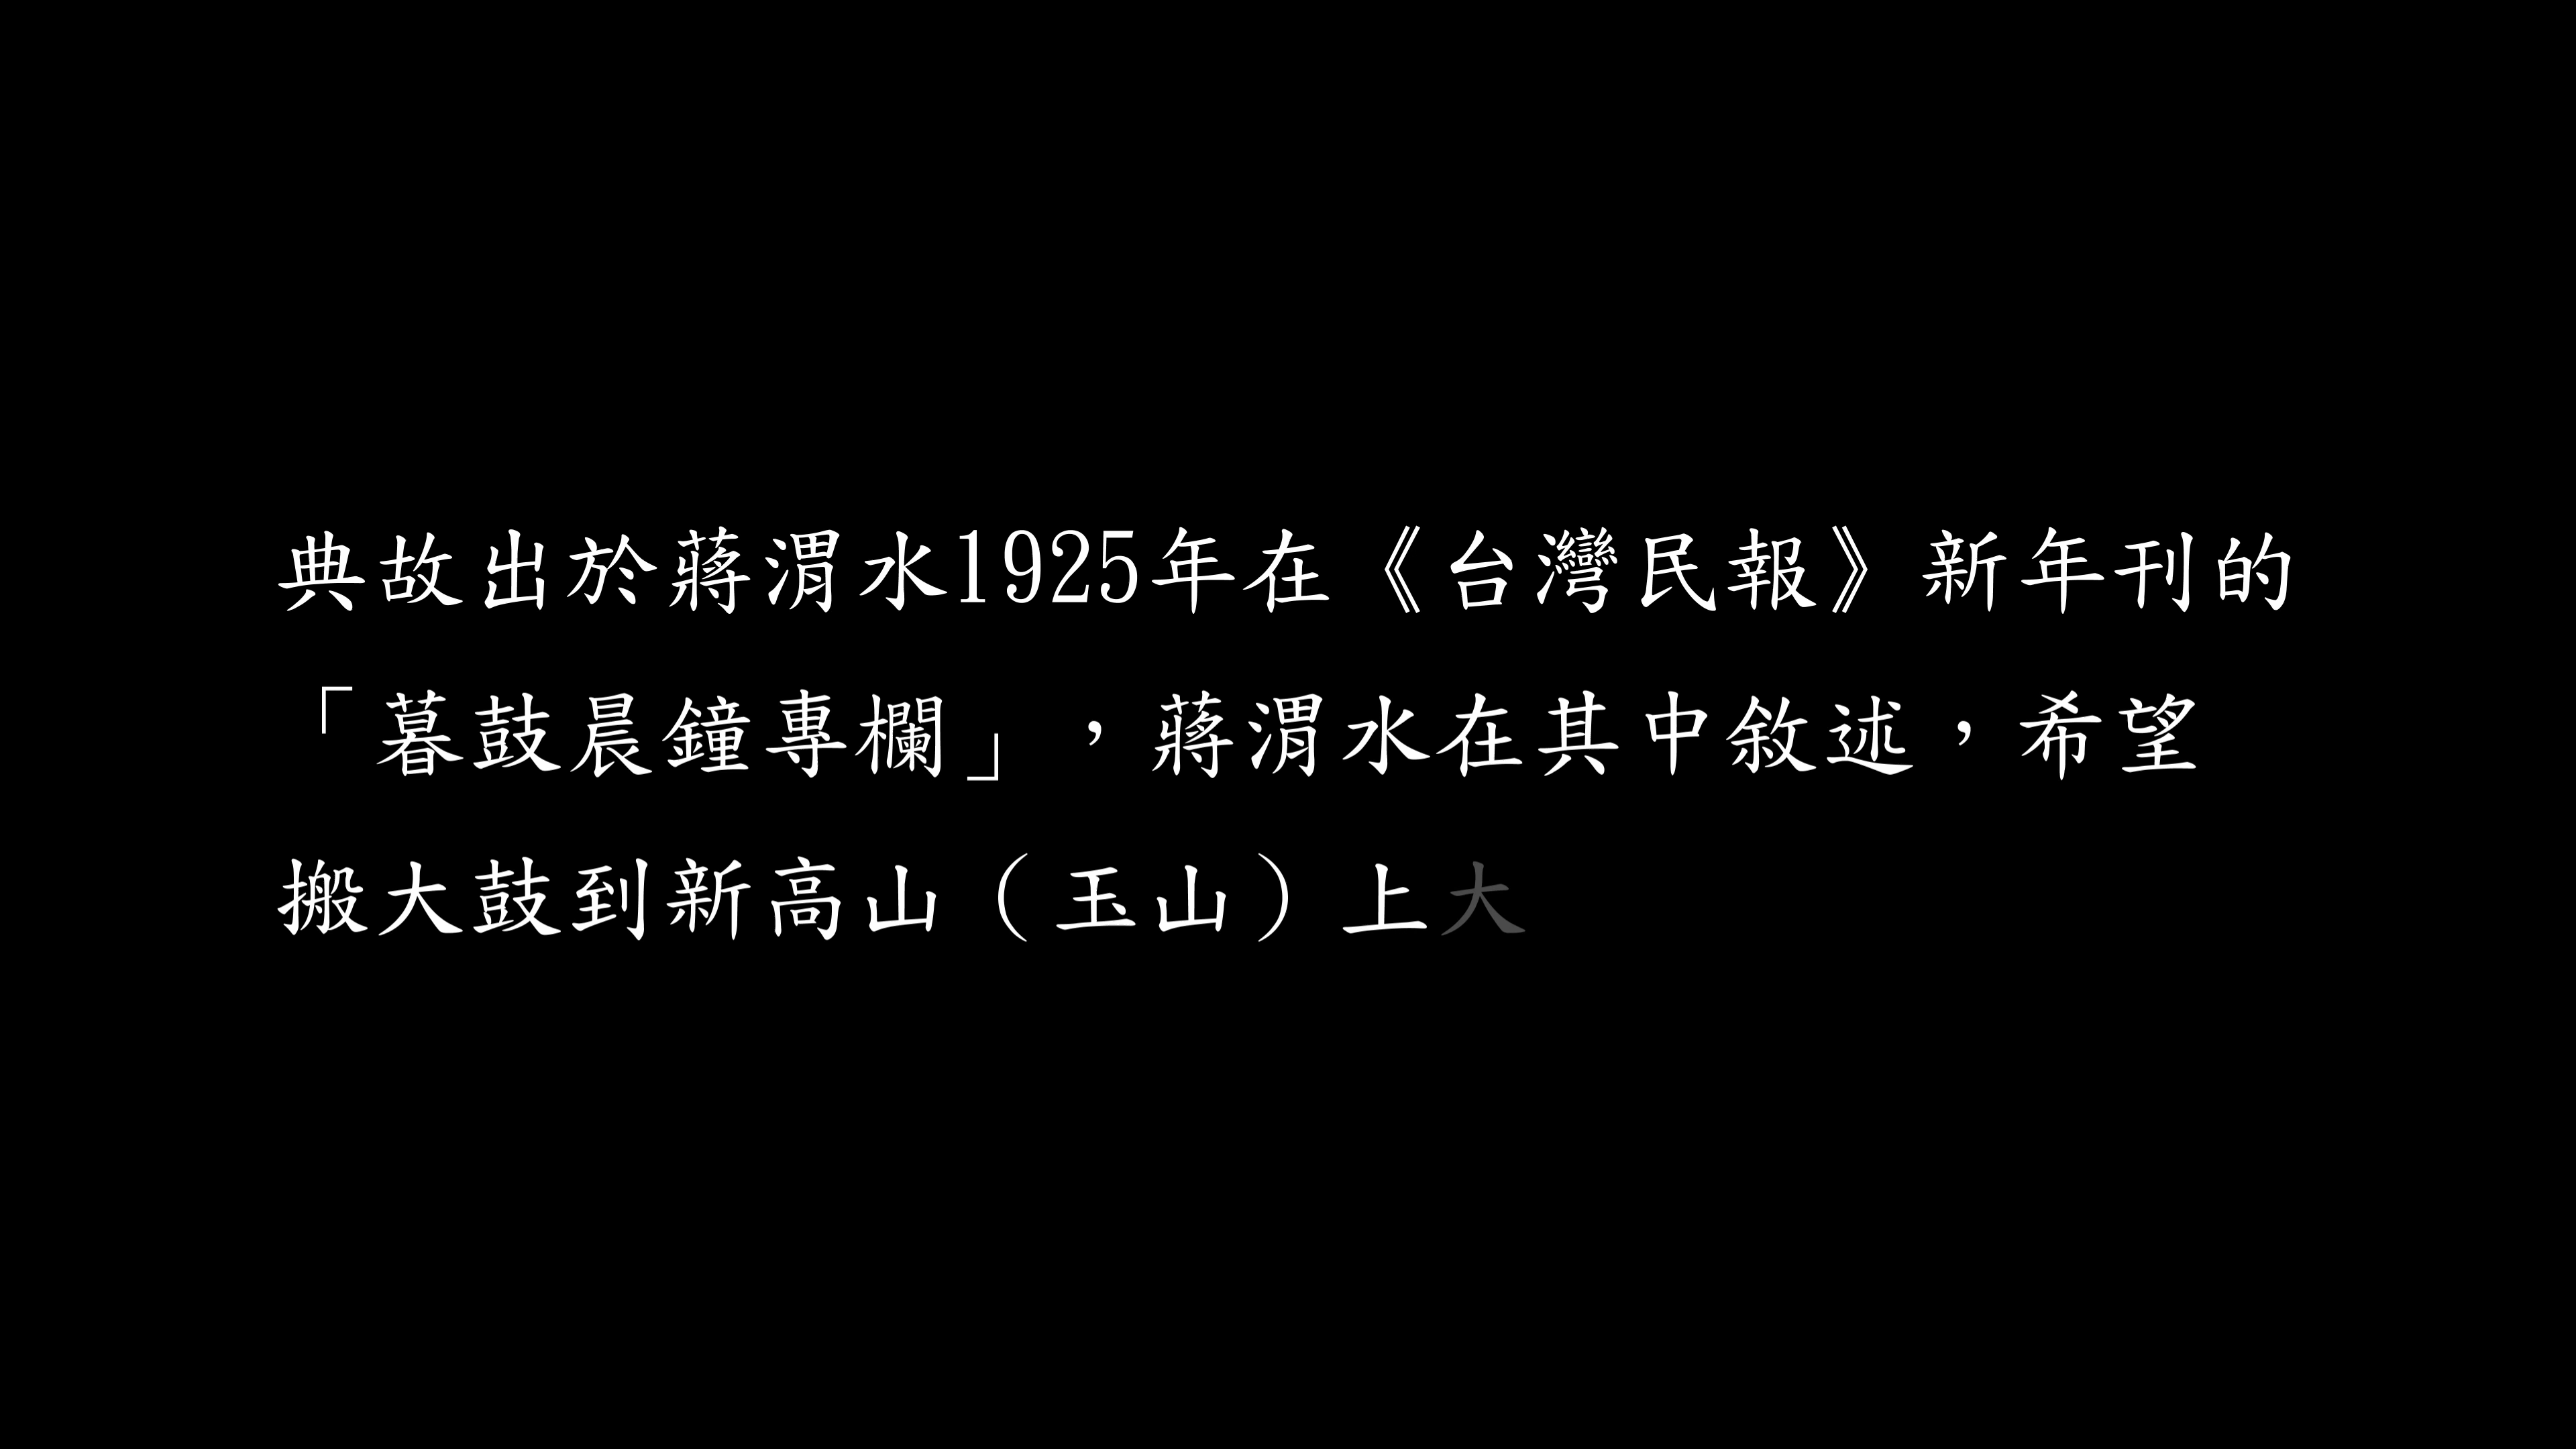 典故出於蔣渭水1925年在《台灣民報》新年刊的
「暮鼓晨鐘專欄」，蔣渭水在其中敘述，希望
搬大鼓到新高山（玉山）上大